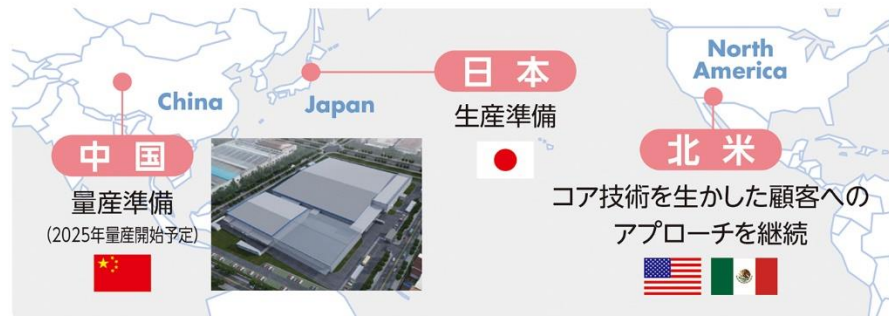 China
中国
量産準備
(2025年量産開始予定)
Japan
日本
生産準備
North
America
北米
コア技術を生かした顧客への
アプローチを継続